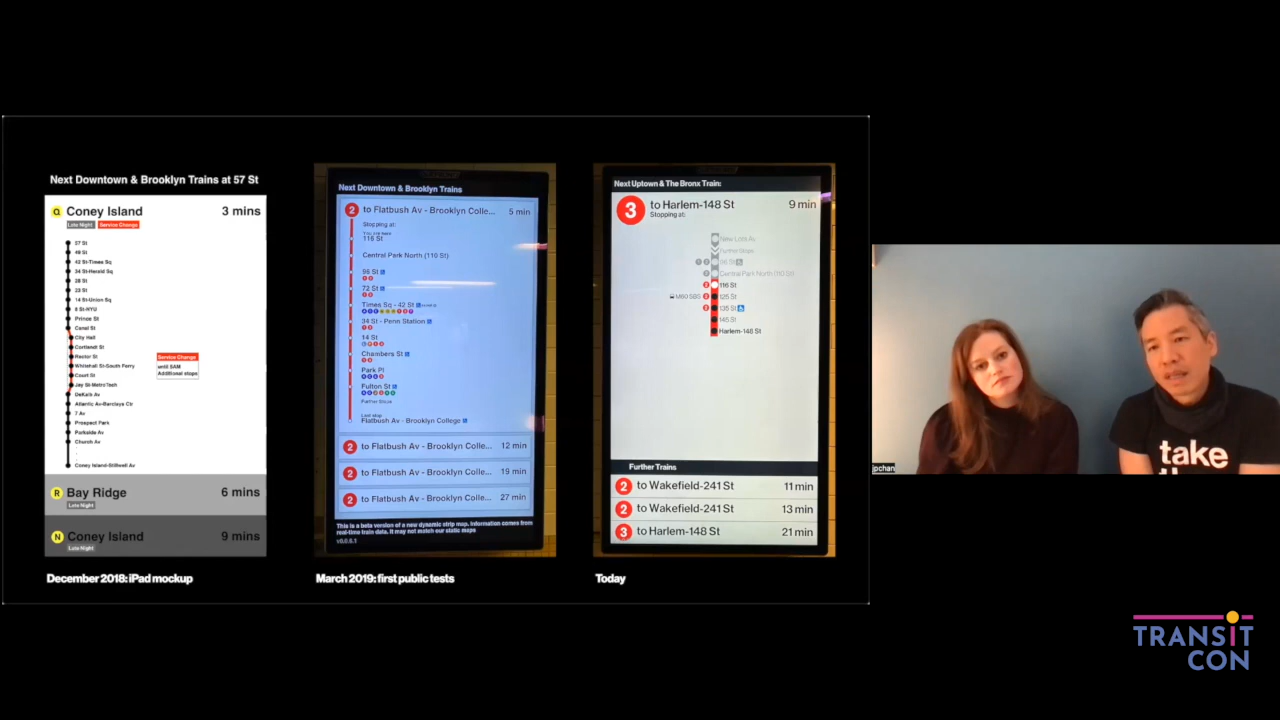 Next Downtown & Brooklyn Trains at 57 St
Q Coney Island 3 mins
Late Night Service Change
57 St
49 St
42 St-Times Sq
34 St-Herald Sq
28 St
23 St
14 St-Union Sq
8 St-NYU
Prince St
Canal St
City Hall
Cortlandt St
Rector St
Whitehall St-South Ferry
Court St
Jay St-MetroTech
DeKalb Av
Atlantic Av-Barclays Ctr
7 Av
Prospect Park
Parkside Av
Church Av
Coney Island-Stillwell Av
Service Change
until 5AM
Additional stops
R Bay Ridge 6 mins
Late Night
N Coney Island 9 mins
Late Night
December 2018: iPad mockup
Next Downtown & Brooklyn Trains
2 to Flatbush Av - Brooklyn Colle... 5 min
Stopping at:
116 St
Central Park North (110 St)
96 St
72 St
Times Sq - 42 St
34 St - Penn Station
14 St
Chambers St
Park Pl
Fulton St
Further Stops
Last stop
Flatbush Av - Brooklyn College
2 to Flatbush Av - Brooklyn Colle... 12 min
2 to Flatbush Av - Brooklyn Colle... 19 min
2 to Flatbush Av - Brooklyn Colle... 27 min
This is a beta version of a new dynamic strip map. Information comes from
real-time train data. It may not match our static maps
March 2019: first public tests
Next Uptown & The Bronx Train:
3 to Harlem-148 St 9 min
Stopping at:
New Lots Av
Further Stops
Central Park North (110 St)
116 St
M60 SBS 125 St
135 St
145 St
Harlem-148 St
Further Trains
2 to Wakefield-241 St 11 min
2 to Wakefield-241 St 13 min
3 to Harlem-148 St 21 min
Today
jpchan
take
TRANSIT
CON